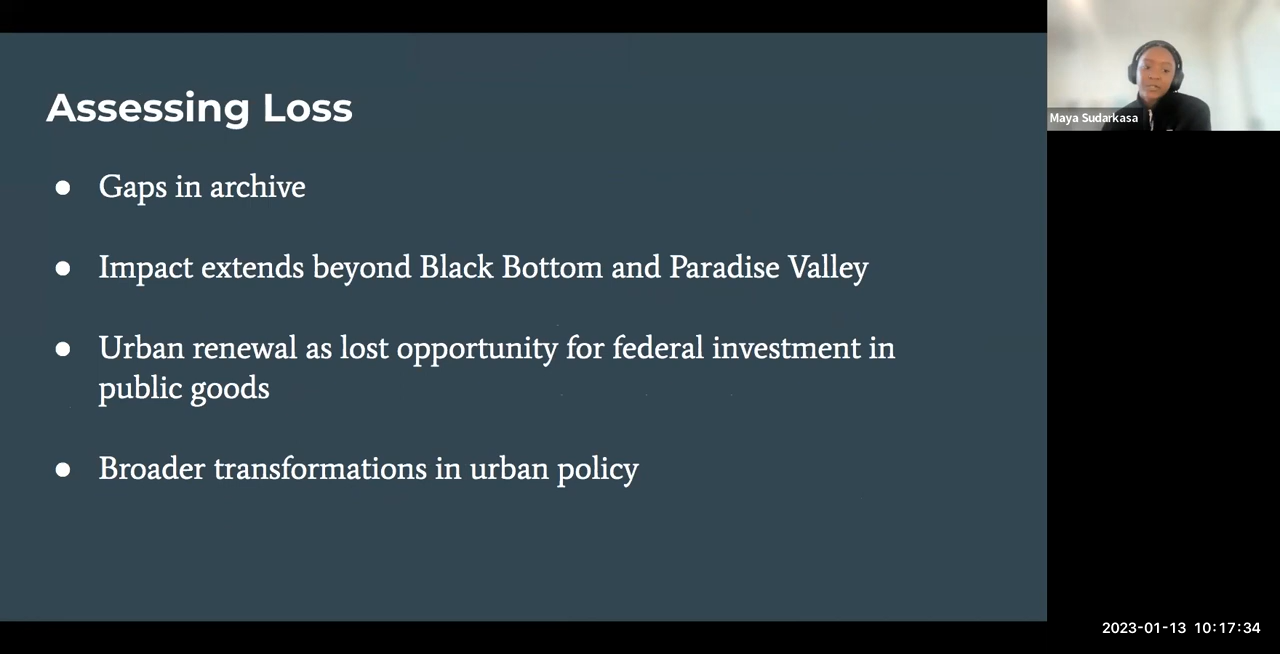 Assessing Loss
● Gaps in archive
● Impact extends beyond Black Bottom and Paradise Valley
● Urban renewal as lost opportunity for federal investment in
public goods
● Broader transformations in urban policy
Maya Sudarkasa
2023-01-13 10:17:34